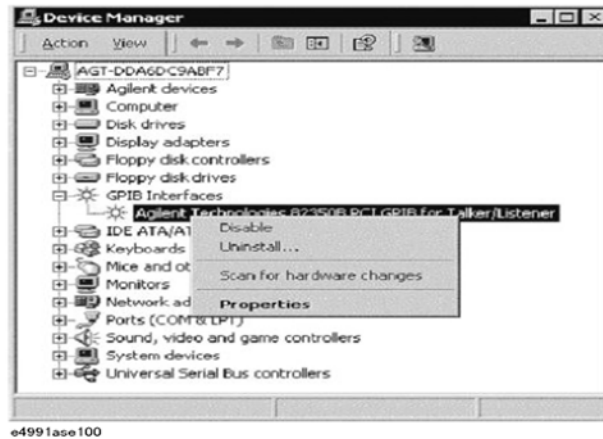 Device Manager
Action View
AGT-DDA6DC9ABF7
Agilent devices
Computer
Disk drives
Display adapters
Floppy disk controllers
Floppy disk drives
GPIB Interfaces
Agilent Technologies 82350B PCI GPIB for Talker/Listener
IDE ATA/AT
Disable
Keyboards
Uninstall...
Mice and ot
Scan for hardware changes
Monitors
Network ad
Properties
Ports (COM & LPT)
Sound, video and game controllers
System devices
Universal Serial Bus controllers
e4991ase100